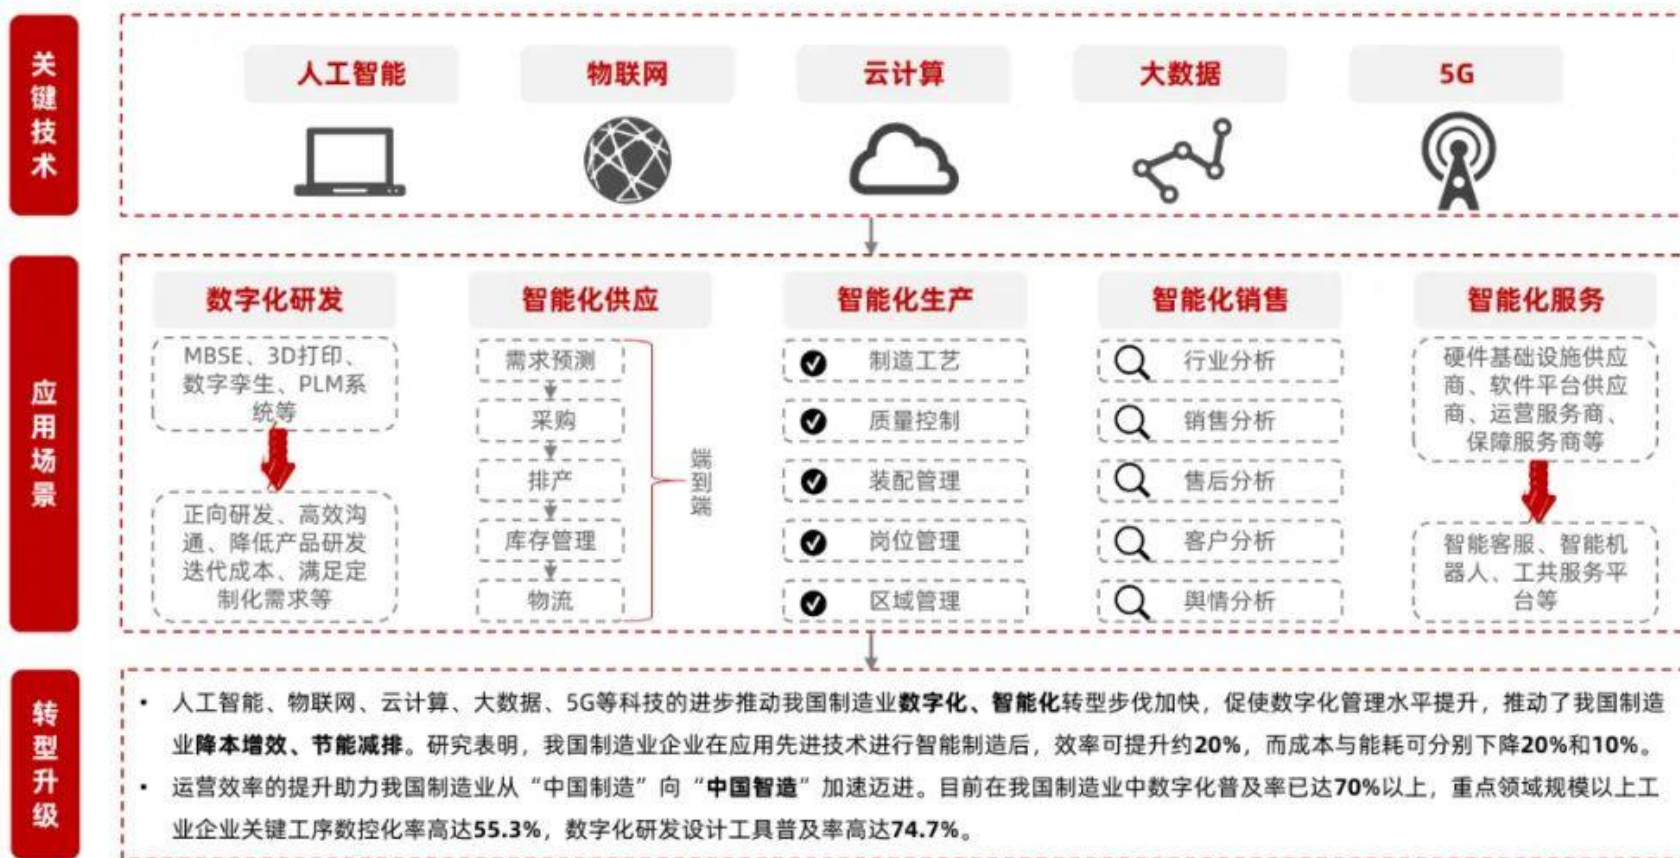 关键技术
人工智能
物联网
云计算
大数据
5G
应用场景
数字化研发
MBSE、3D打印、
数字孪生、PLM系
统等
正向研发、高效沟
通、降低产品研发
迭代成本、满足定
制化需求等
智能化供应
需求预测
采购
排产
库存管理
物流
端到端
智能化生产
制造工艺
质量控制
装配管理
岗位管理
区域管理
智能化销售
行业分析
销售分析
售后分析
客户分析
舆情分析
智能化服务
硬件基础设施供应
商、软件平台供应
商、运营服务商、
保障服务商等
智能客服、智能机
器人、工共服务平
台等
转型升级
• 人工智能、物联网、云计算、大数据、5G等科技的进步推动我国制造业数字化、智能化转型步伐加快，促使数字化管理水平提升，推动了我国制造
业降本增效、节能减排。研究表明，我国制造业企业在应用先进技术进行智能制造后，效率可提升约20%，而成本与能耗可分别下降20%和10%。
• 运营效率的提升助力我国制造业从“中国制造”向“中国智造”加速迈进。目前在我国制造业中数字化普及率已达70%以上，重点领域规模以上工
业企业关键工序数控化率高达55.3%，数字化研发设计工具普及率高达74.7%。